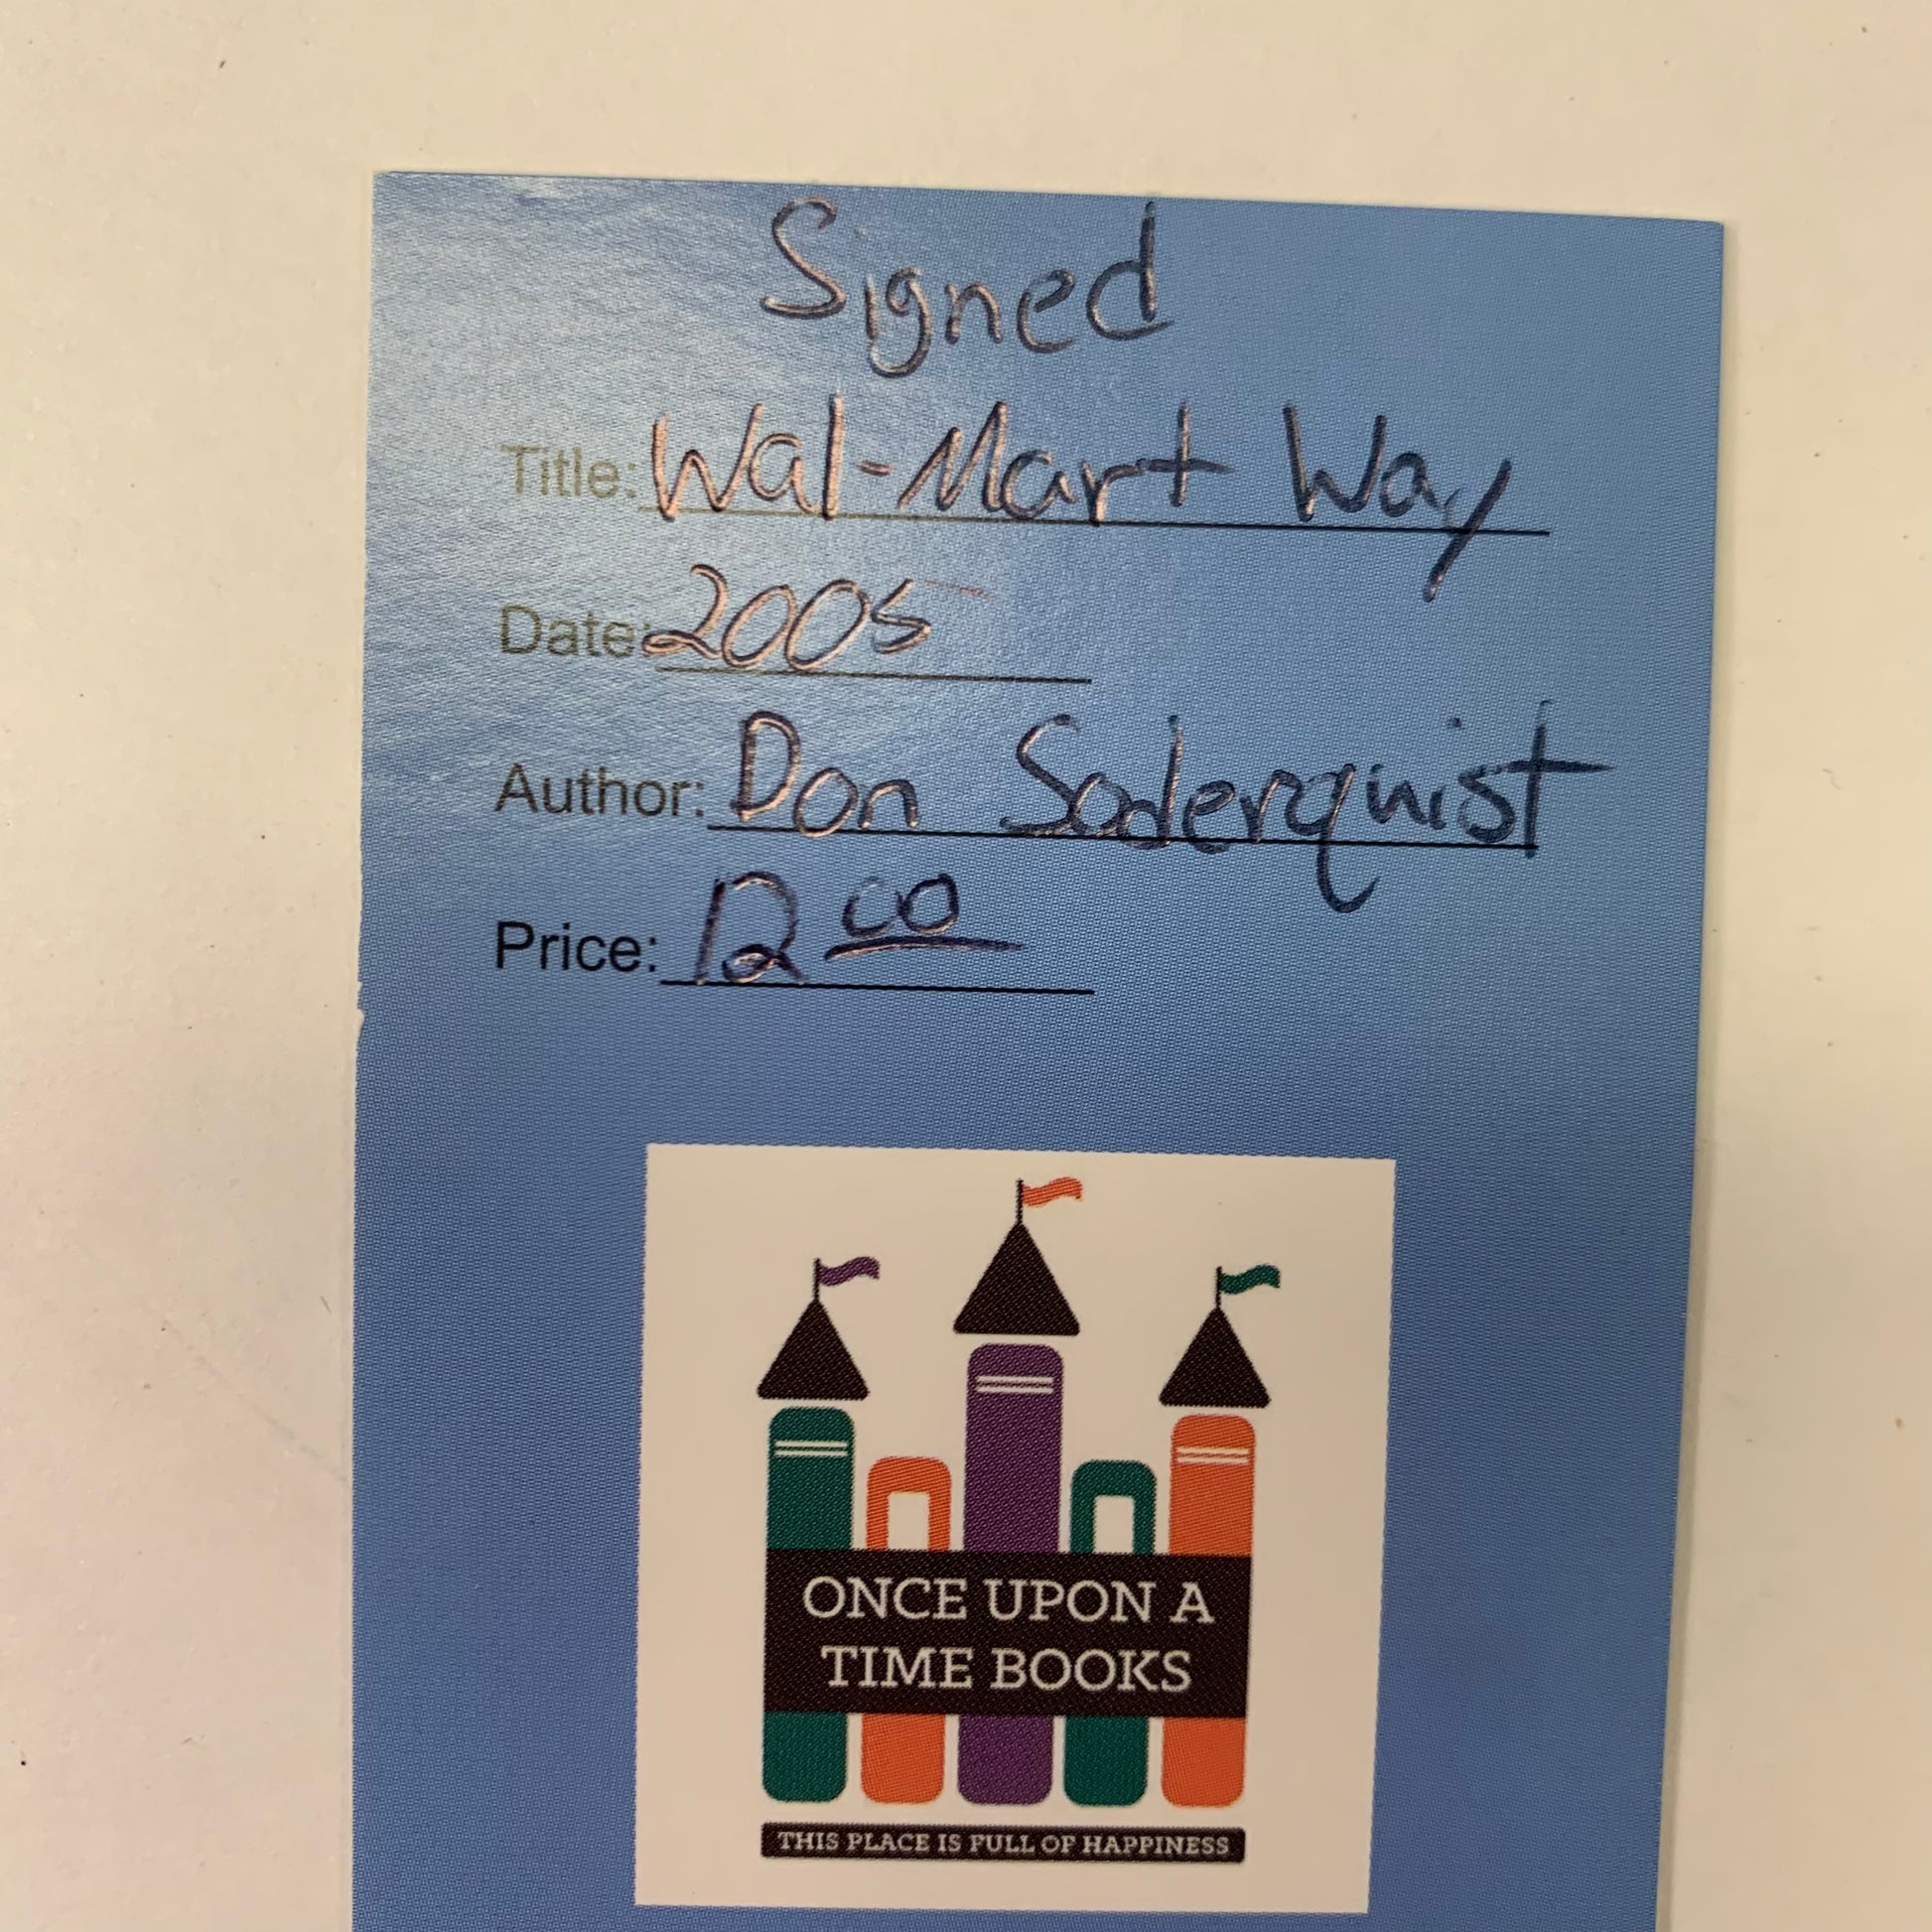 Signed
Title: Wal-Mart Way
Date: 2005
Author: Don Soderquist
Price: 12 00
ONCE UPON A
TIME BOOKS
THIS PLACE IS FULL OF HAPPINESS